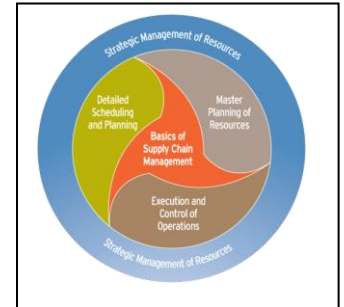 Strategic Management of Resources
Detailed
Scheduling
and Planning
Master
Planning of
Resources
Basics of
Supply Chain
Management
Execution and
Control of
Operations
Strategic Management of Resources